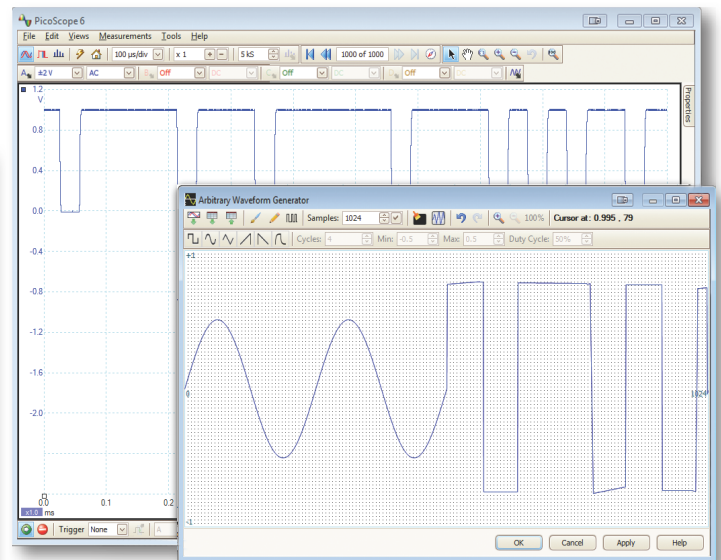 PicoScope 6
File Edit Views Measurements Tools Help
100 µs/div x 1 5 kS 1000 of 1000
A ±2 V AC B Off DC C Off DC D Off DC
1.2
V
Properties
0.8
0.4
0.0
-0.4
-0.8
-1.2
-1.6
-2.0
0.0 0.1 0.2
x1.0 ms
Trigger None A
Arbitrary Waveform Generator
Samples: 1024 100% Cursor at: 0.995 , 79
Cycles: 4 Min: -0.5 Max: 0.5 Duty Cycle: 50%
+1
0 1024
-1
OK Cancel Apply Help